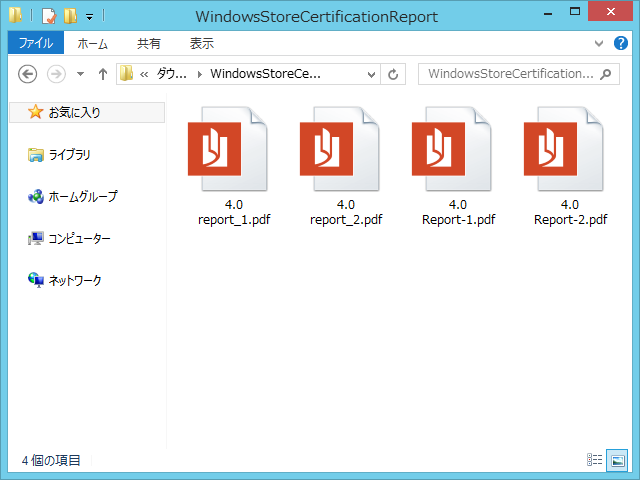 WindowsStoreCertificationReport
ファイル ホーム 共有 表示
« ダウ... WindowsStoreCe... WindowsStoreCertification...
お気に入り
ライブラリ
ホームグループ
コンピューター
ネットワーク
4.0 report_1.pdf
4.0 report_2.pdf
4.0 Report-1.pdf
4.0 Report-2.pdf
4 個の項目